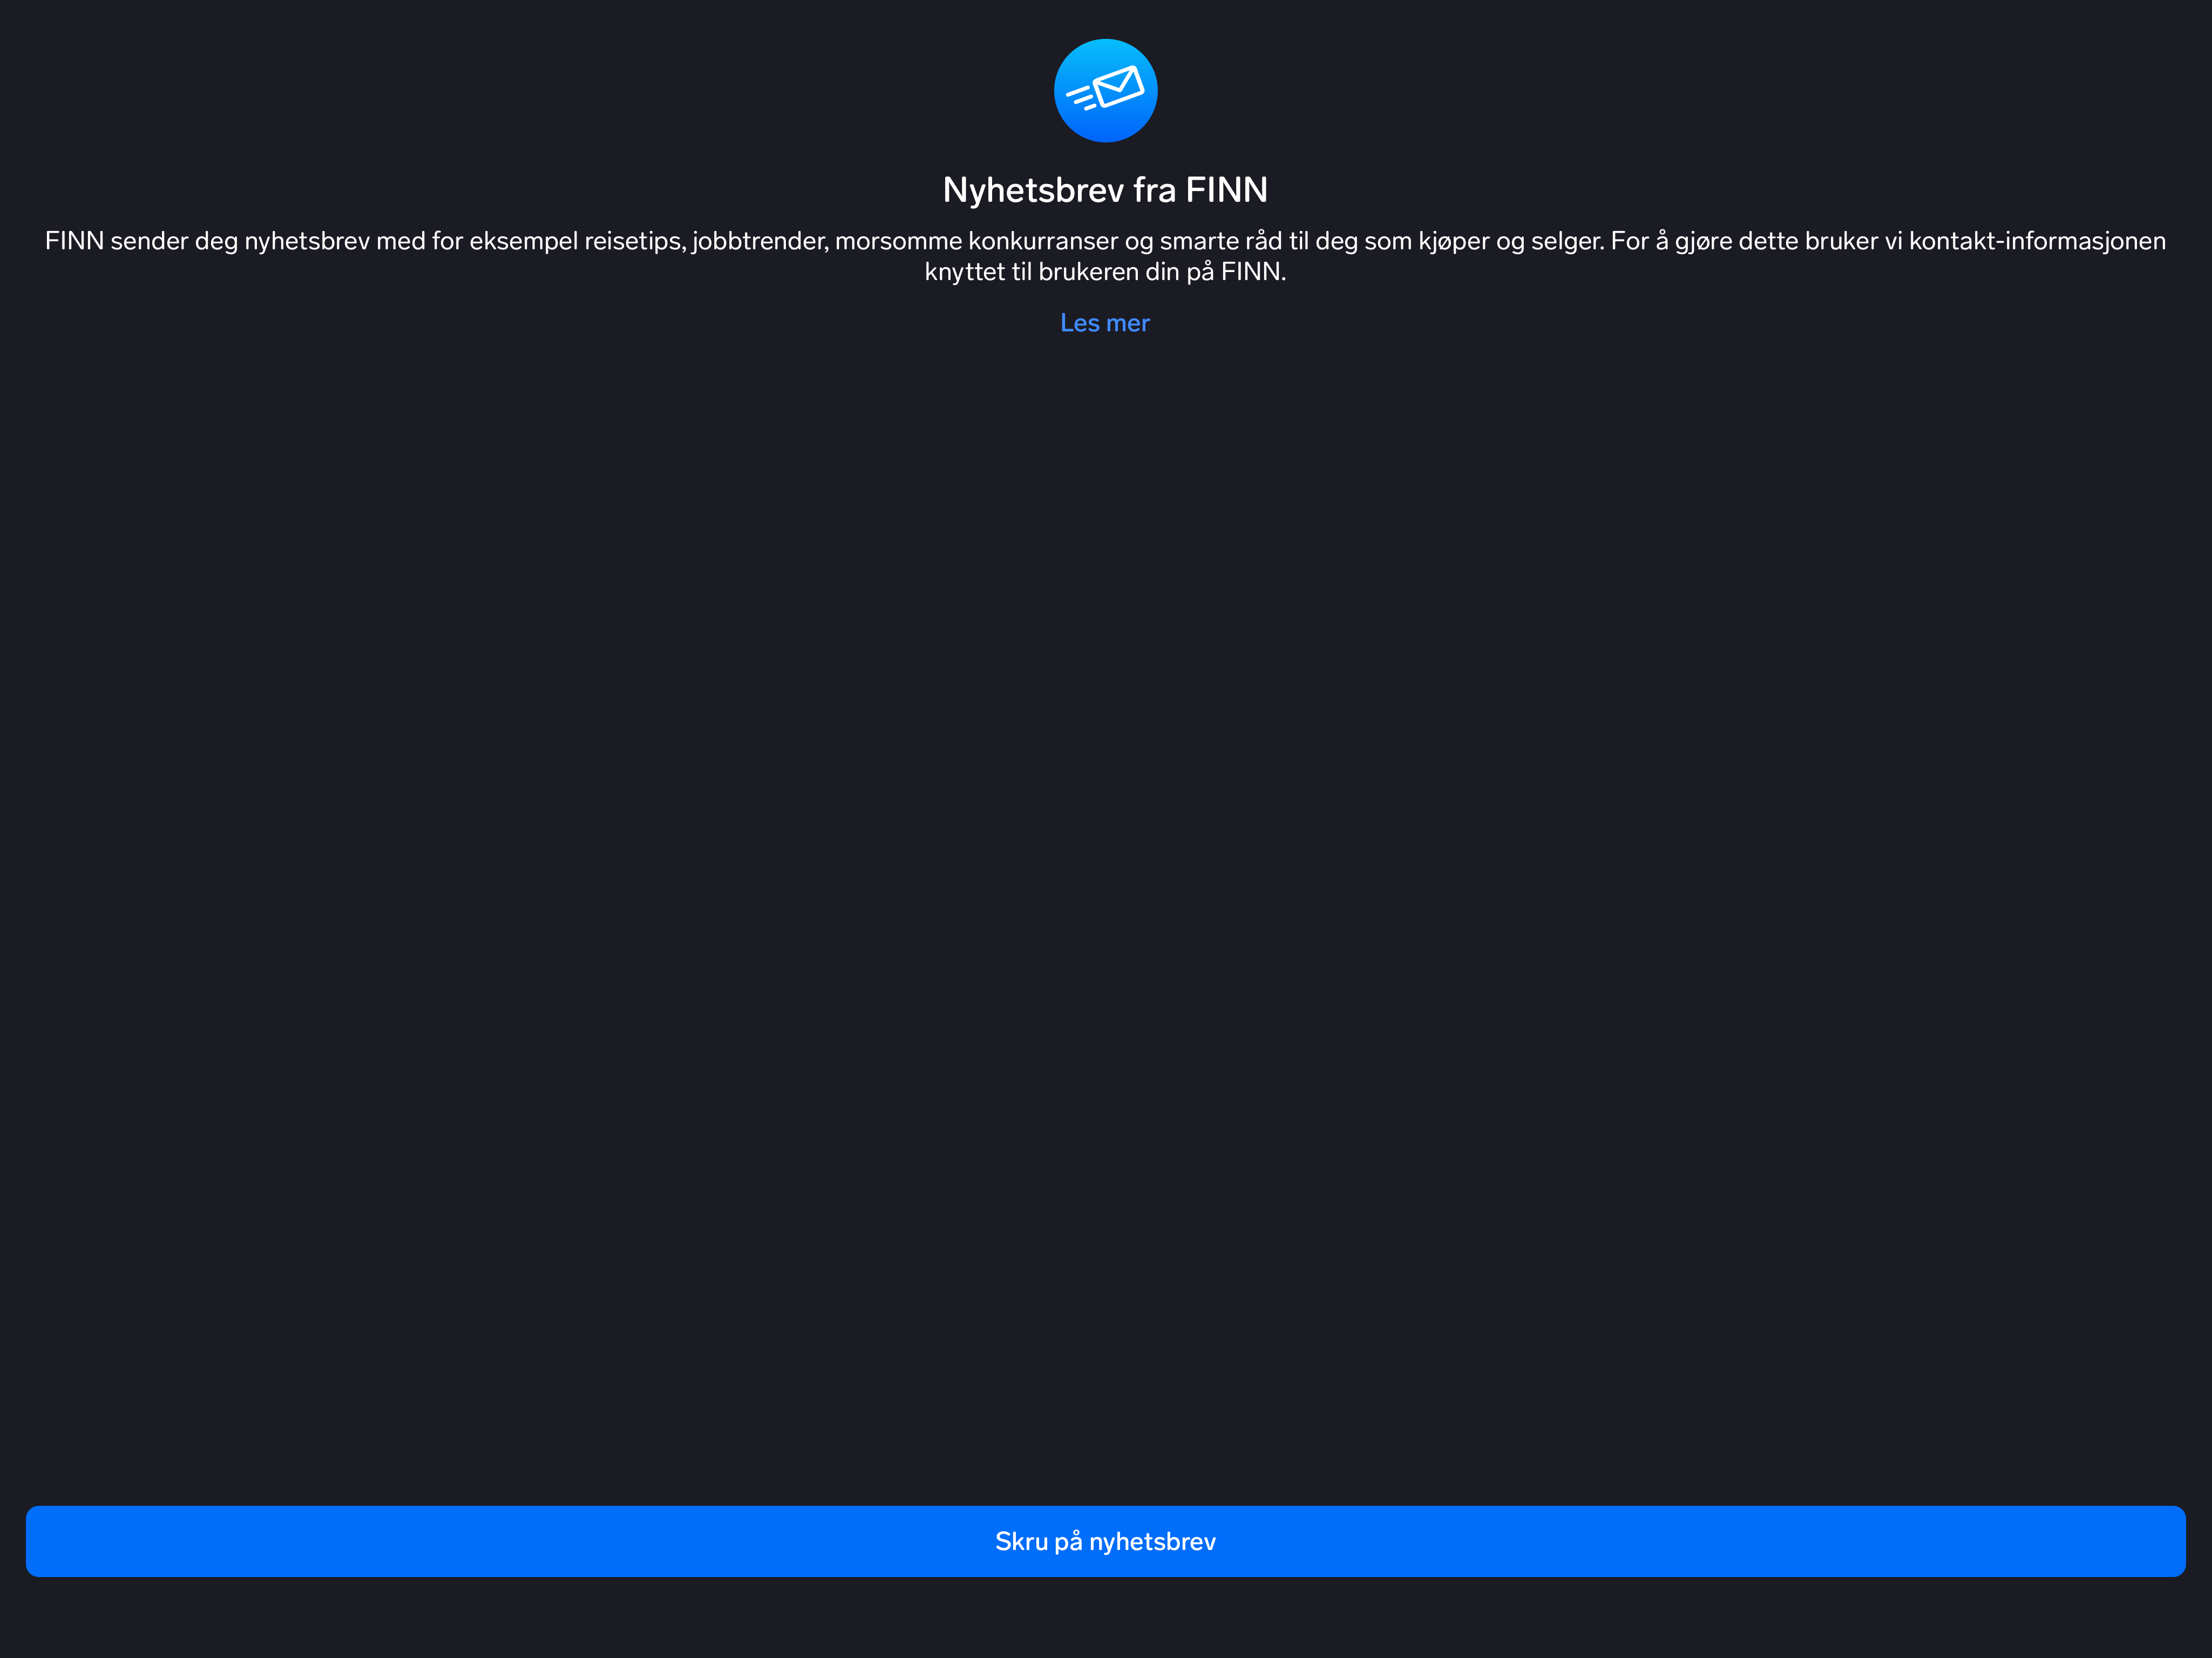 Nyhetsbrev fra FINN
FINN sender deg nyhetsbrev med for eksempel reisetips, jobbtrender, morsomme konkurranser og smarte råd til deg som kjøper og selger. For å gjøre dette bruker vi kontakt-informasjonen
knyttet til brukeren din på FINN.
Les mer
Skru på nyhetsbrev